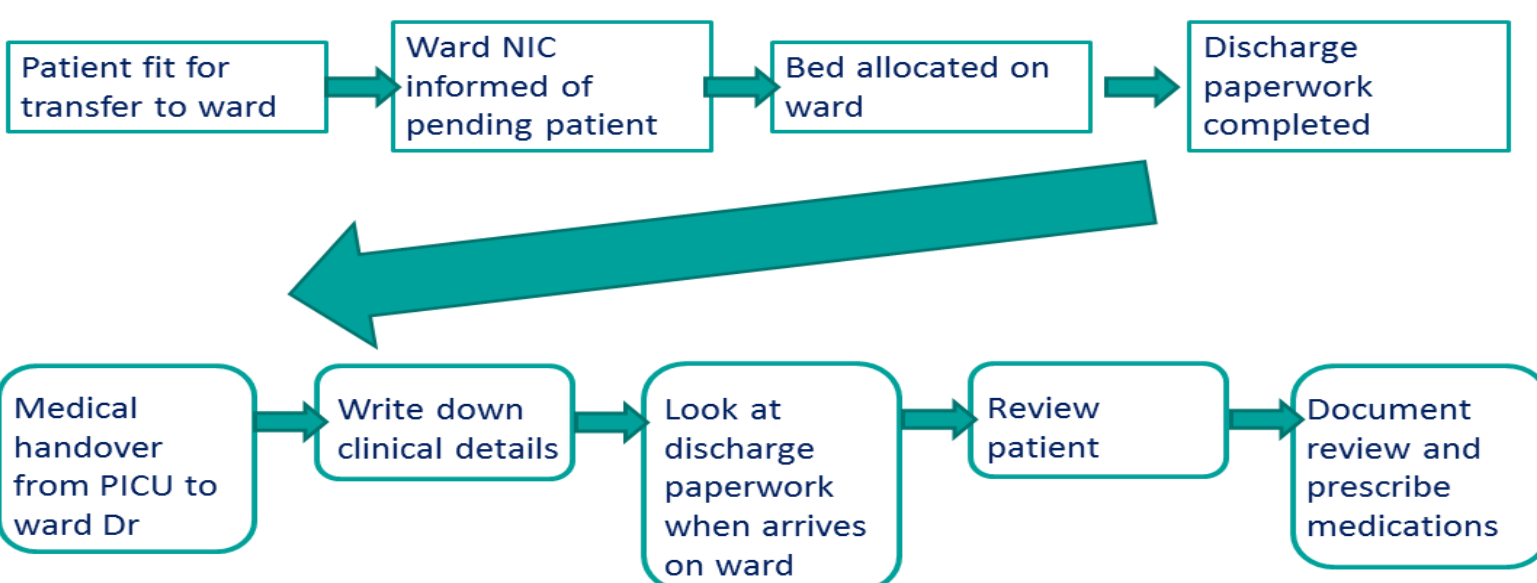 Patient fit for
transfer to ward
Ward NIC
informed of
pending patient
Bed allocated on
ward
Discharge
paperwork
completed
Medical
handover
from PICU to
ward Dr
Write down
clinical details
Look at
discharge
paperwork
when arrives
on ward
Review
patient
Document
review and
prescribe
medications